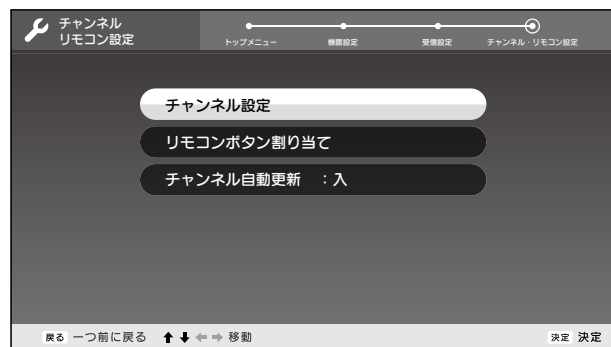 チャンネル
リモコン設定
トップメニュー 機器設定 受信設定 チャンネル・リモコン設定
チャンネル設定
リモコンボタン割り当て
チャンネル自動更新 :入
戻る 一つ前に戻る ↑↓←→ 移動 決定 決定